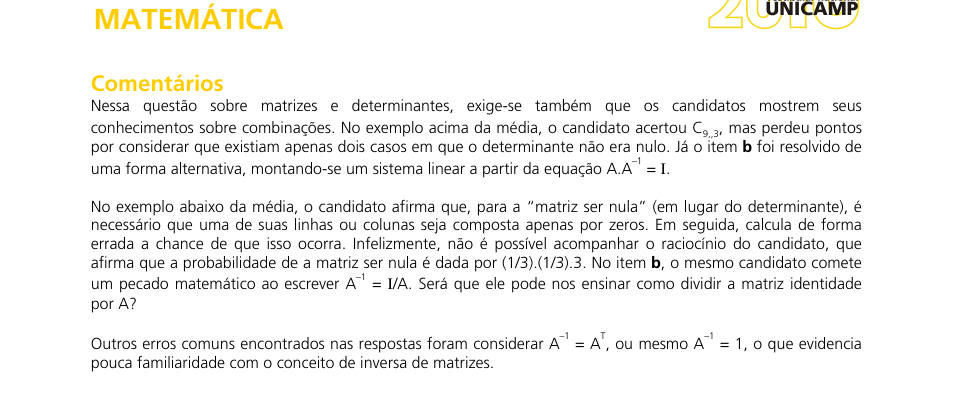 MATEMÁTICA
UNICAMP
Comentários
Nessa questão sobre matrizes e determinantes, exige-se também que os candidatos mostrem seus
conhecimentos sobre combinações. No exemplo acima da média, o candidato acertou C9,,3, mas perdeu pontos
por considerar que existiam apenas dois casos em que o determinante não era nulo. Já o item b foi resolvido de
uma forma alternativa, montando-se um sistema linear a partir da equação A.A–1 = I.
No exemplo abaixo da média, o candidato afirma que, para a “matriz ser nula” (em lugar do determinante), é
necessário que uma de suas linhas ou colunas seja composta apenas por zeros. Em seguida, calcula de forma
errada a chance de que isso ocorra. Infelizmente, não é possível acompanhar o raciocínio do candidato, que
afirma que a probabilidade de a matriz ser nula é dada por (1/3).(1/3).3. No item b, o mesmo candidato comete
um pecado matemático ao escrever A–1 = I/A. Será que ele pode nos ensinar como dividir a matriz identidade
por A?
Outros erros comuns encontrados nas respostas foram considerar A–1 = AT, ou mesmo A–1 = 1, o que evidencia
pouca familiaridade com o conceito de inversa de matrizes.